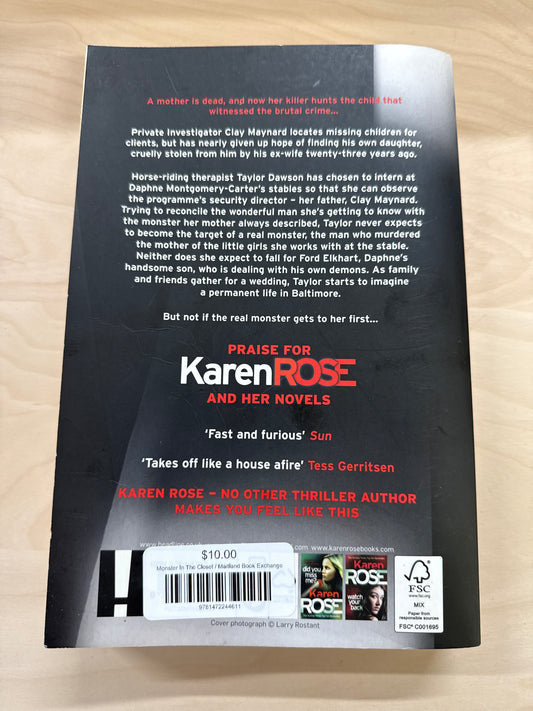 A mother is dead, and now her killer hunts the child that
witnessed the brutal crime...
Private Investigator Clay Maynard locates missing children for
clients, but has nearly given up hope of finding his own daughter,
cruelly stolen from him by his ex-wife twenty-three years ago.
Horse-riding therapist Taylor Dawson has chosen to intern at
Daphne Montgomery-Carter's stables so that she can observe
the programme's security director – her father, Clay Maynard.
Trying to reconcile the wonderful man she's getting to know with
the monster her mother always described, Taylor never expects
to become the target of a real monster, the man who murdered
the mother of the little girls she works with at the stable.
Neither does she expect to fall for Ford Elkhart, Daphne's
handsome son, who is dealing with his own demons. As family
and friends gather for a wedding, Taylor starts to imagine
a permanent life in Baltimore.
But not if the real monster gets to her first...
PRAISE FOR
KarenROSE
AND HER NOVELS
'Fast and furious' Sun
'Takes off like a house afire' Tess Gerritsen
KAREN ROSE – NO OTHER THRILLER AUTHOR
MAKES YOU FEEL LIKE THIS
www.karenrosebooks.com
$10.00
Monster In The Closet / Maitland Book Exchange
9781472244611
did you
miss me?
Karen
ROSE
Karen
ROSE
watch
your
back
FSC
www.fsc.org
MIX
Paper from
responsible sources
FSC® C001695
Cover photograph © Larry Rostant